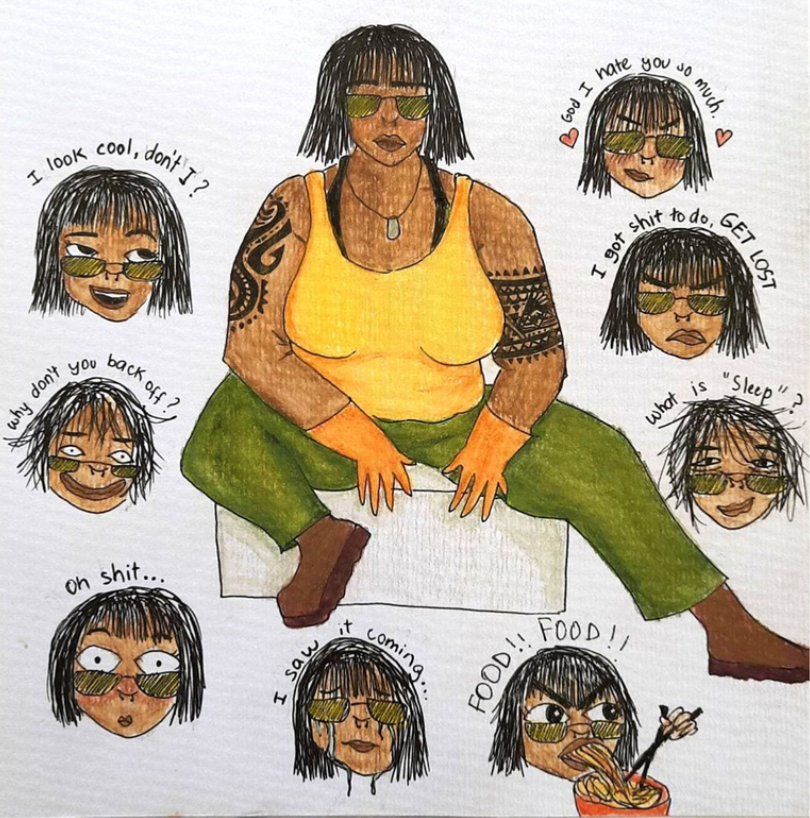 God I hate you so much.
I look cool, don't I?
I got shit to do, GET LOST
why don't you back off?
What is "Sleep"?
oh shit...
I saw it coming...
FOOD!! FOOD!!